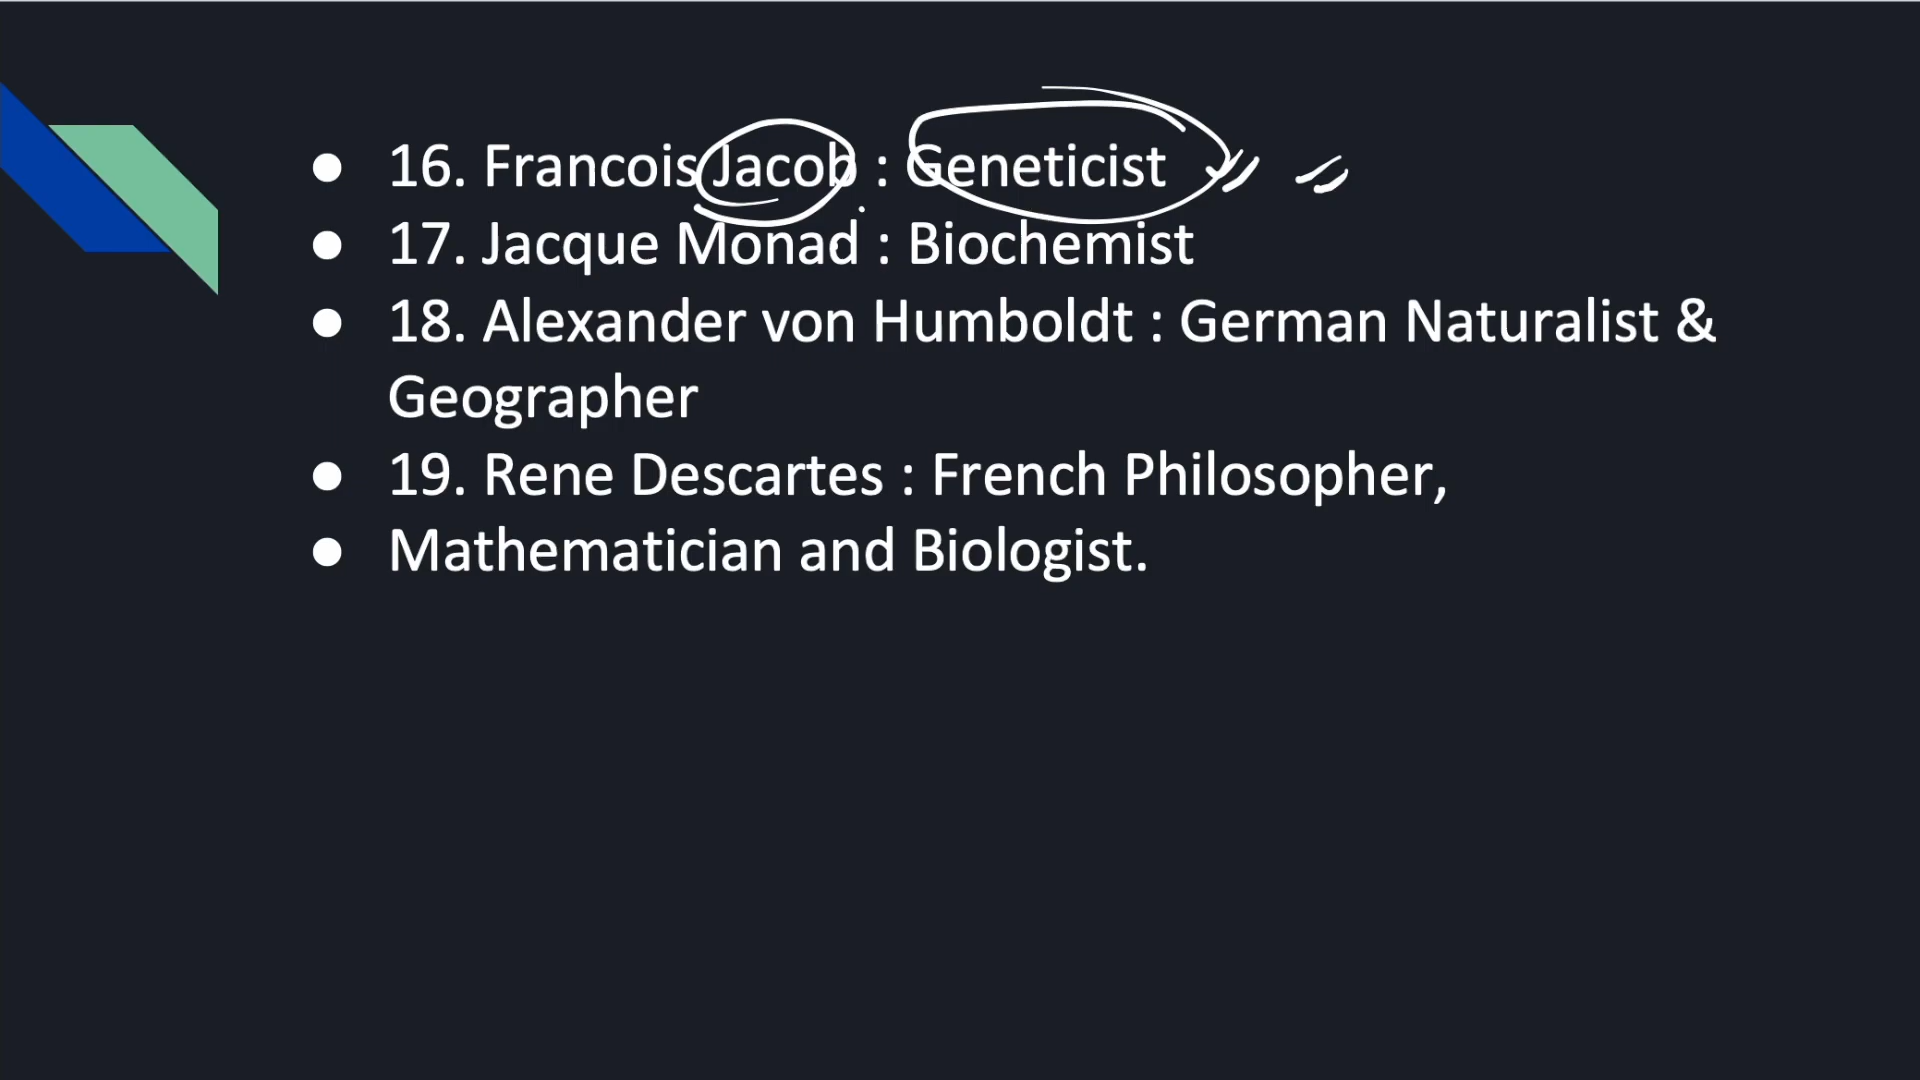 16. Francois Jacob : Geneticist
17. Jacque Monad : Biochemist
18. Alexander von Humboldt : German Naturalist &
Geographer
19. Rene Descartes : French Philosopher,
Mathematician and Biologist.